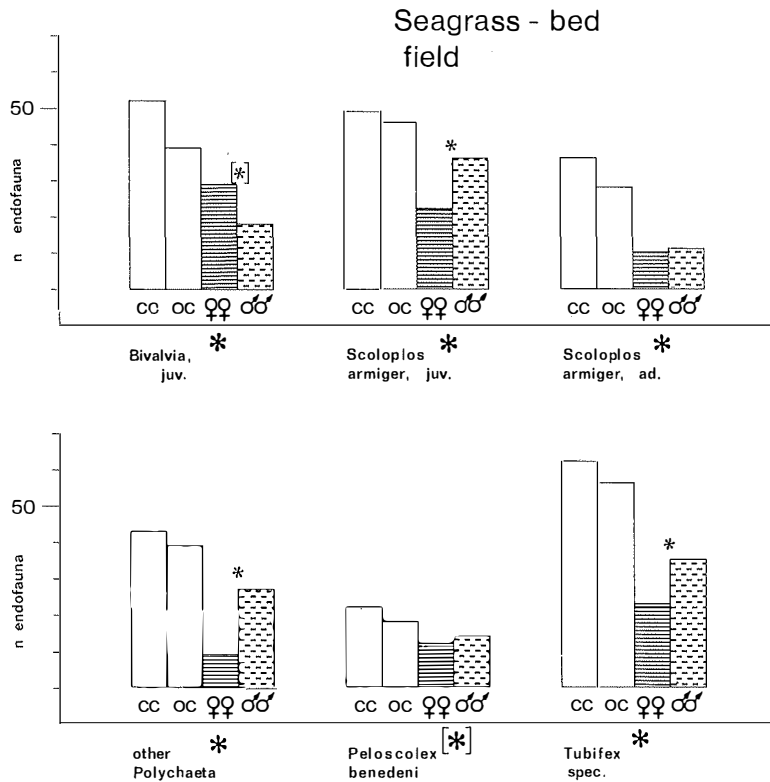 Seagrass - bed
field
50
n endofauna
[*]
*
cc oc ♀♀ ♂♂ cc oc ♀♀ ♂♂ cc oc ♀♀ ♂♂
Bivalvia, * Scoloplos * Scoloplos *
juv. armiger, juv. armiger, ad.
50
n endofauna
*
*
cc oc ♀♀ ♂♂ cc oc ♀♀ ♂♂ cc oc ♀♀ ♂♂
other * Peloscolex [*] Tubifex *
Polychaeta benedeni spec.